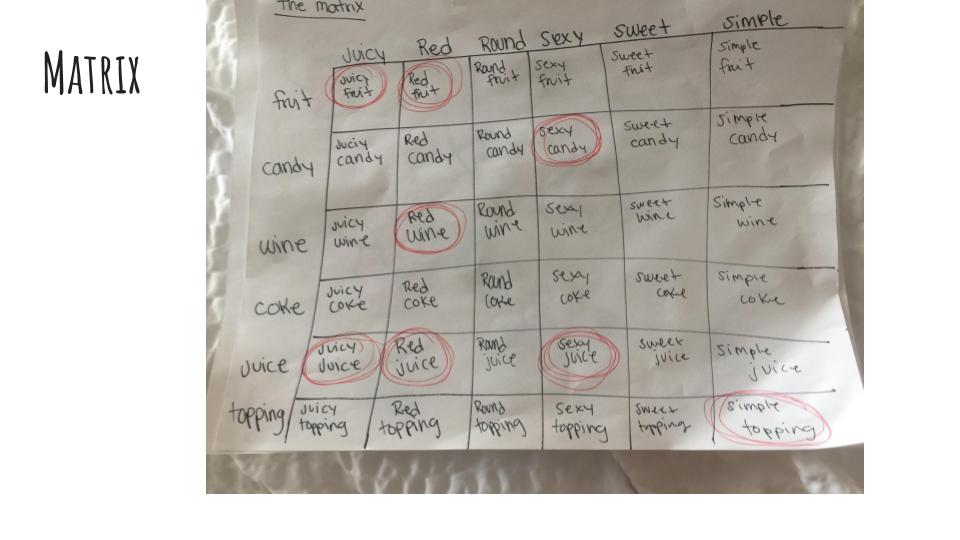 Matrix
The matrix
Juicy Red Round Sexy Sweet Simple
fruit
Juicy fruit
Red fruit
Round fruit
Sexy fruit
Sweet fruit
Simple fruit
candy
Juciy candy
Red candy
Round candy
Sexy candy
Sweet candy
Simple candy
wine
Juicy wine
Red wine
Round wine
Sexy wine
Sweet wine
Simple wine
coke
Juicy coke
Red coke
Round coke
Sexy coke
Sweet coke
Simple coke
juice
Juicy Juice
Red juice
Round juice
Sexy juice
Sweet juice
Simple juice
topping
Juicy topping
Red topping
Round topping
Sexy topping
Sweet topping
Simple topping